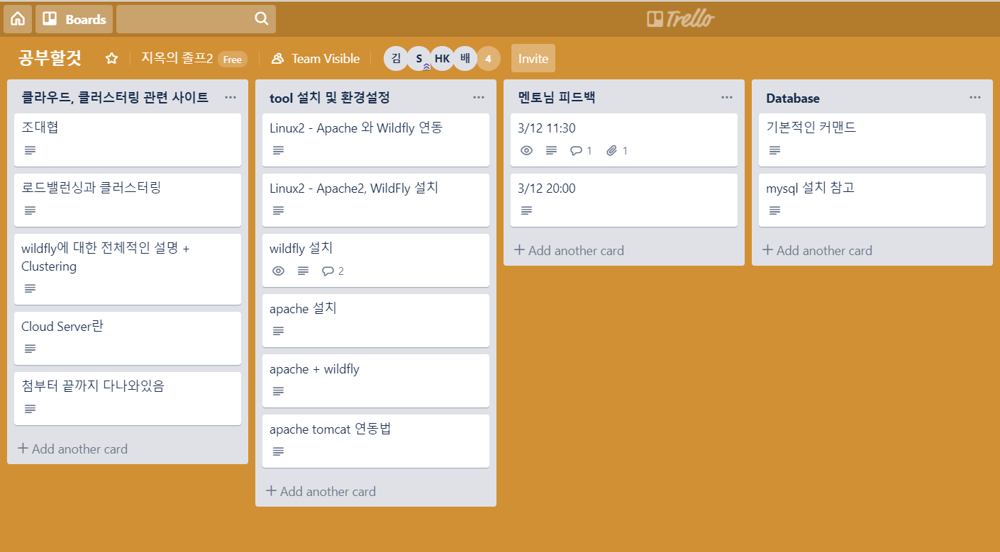 Boards
Trello
공부할것
지옥의 졸프2 Free
Team Visible
김 S HK 배 4
Invite
클라우드, 클러스터링 관련 사이트
조대협
로드밸런싱과 클러스터링
wildfly에 대한 전체적인 설명 +
Clustering
Cloud Server란
첨부터 끝까지 다나와있음
+ Add another card
tool 설치 및 환경설정
Linux2 - Apache 와 Wildfly 연동
Linux2 - Apache2, WildFly 설치
wildfly 설치
2
apache 설치
apache + wildfly
apache tomcat 연동법
+ Add another card
멘토님 피드백
3/12 11:30
1 1
3/12 20:00
+ Add another card
Database
기본적인 커맨드
mysql 설치 참고
+ Add another card